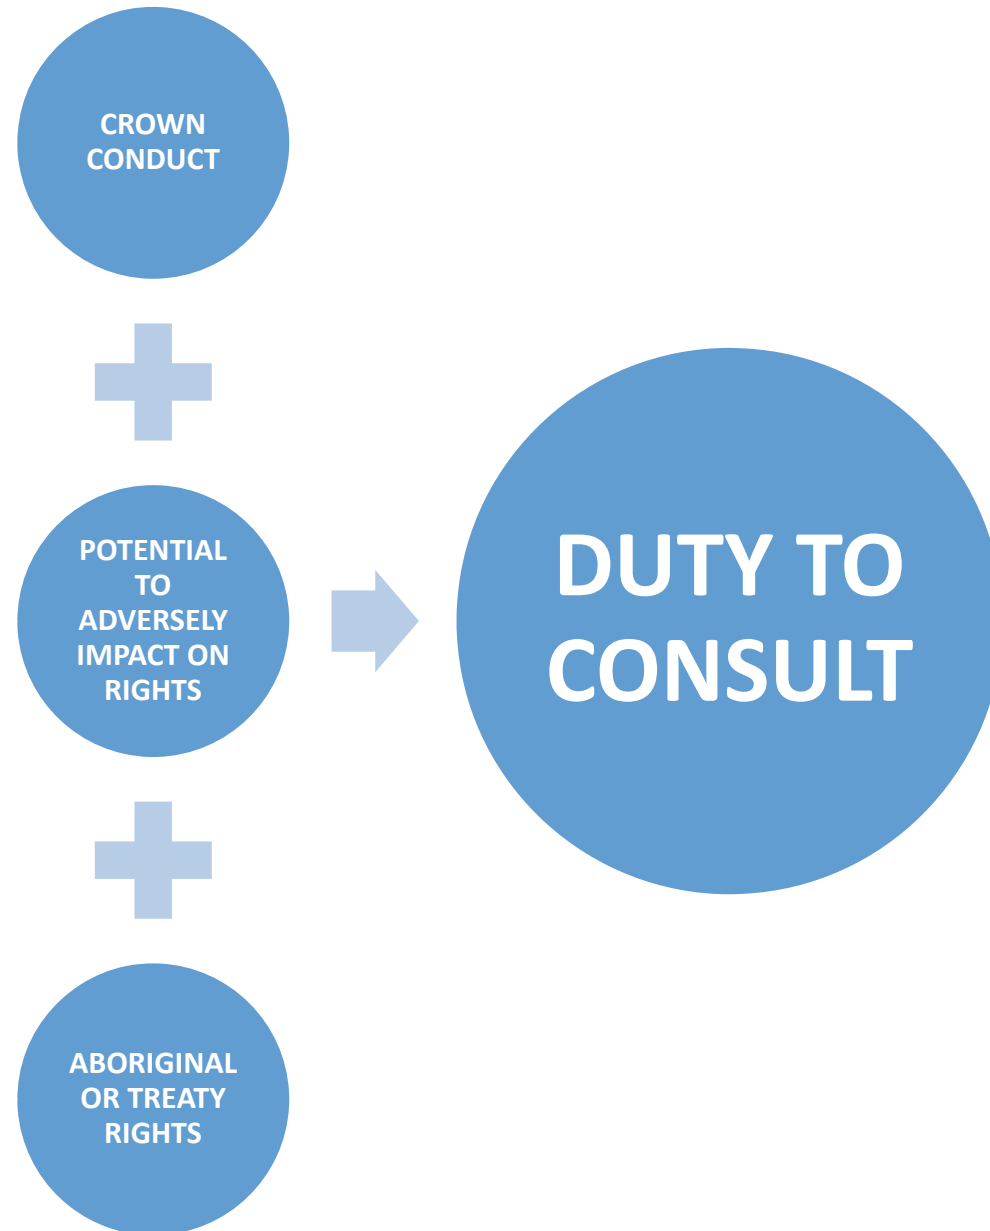 CROWN
CONDUCT
POTENTIAL
TO
ADVERSELY
IMPACT ON
RIGHTS
ABORIGINAL
OR TREATY
RIGHTS
DUTY TO
CONSULT